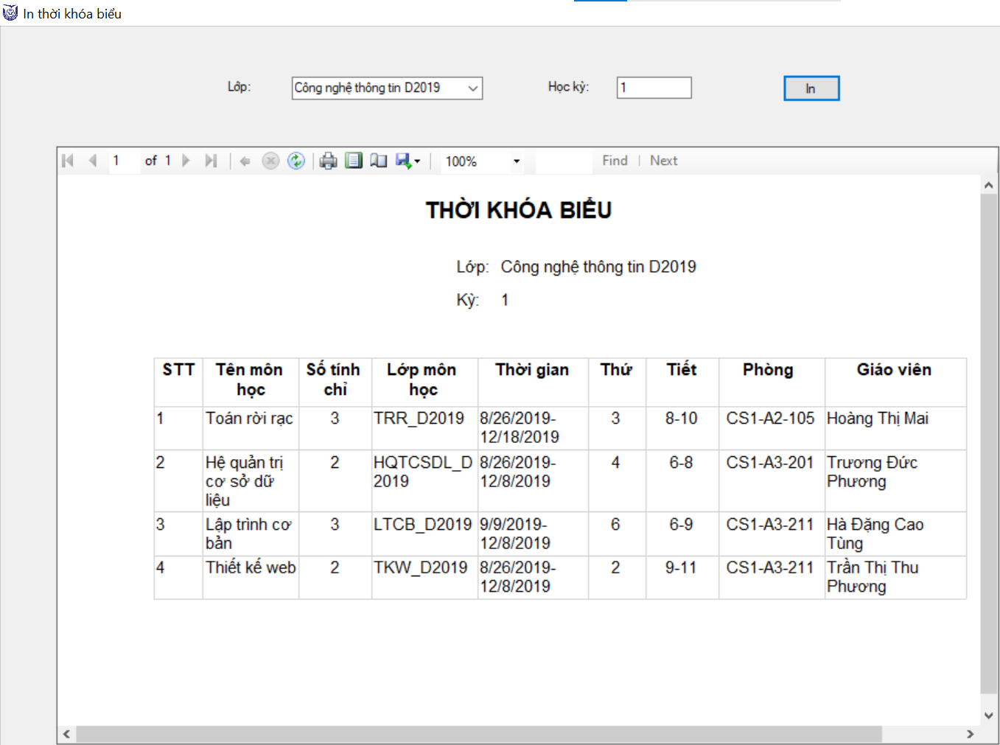 In thời khóa biểu
Lớp: Công nghệ thông tin D2019 Học kỳ: 1 In
1 of 1 100% Find Next
THỜI KHÓA BIỂU
Lớp: Công nghệ thông tin D2019
Kỳ: 1
STT Tên môn học Số tính chỉ Lớp môn học Thời gian Thứ Tiết Phòng Giáo viên
1 Toán rời rạc 3 TRR_D2019 8/26/2019-12/18/2019 3 8-10 CS1-A2-105 Hoàng Thị Mai
2 Hệ quản trị cơ sở dữ liệu 2 HQTCSDL_D2019 8/26/2019-12/8/2019 4 6-8 CS1-A3-201 Trương Đức Phương
3 Lập trình cơ bản 3 LTCB_D2019 9/9/2019-12/8/2019 6 6-9 CS1-A3-211 Hà Đặng Cao Tùng
4 Thiết kế web 2 TKW_D2019 8/26/2019-12/8/2019 2 9-11 CS1-A3-211 Trần Thị Thu Phương